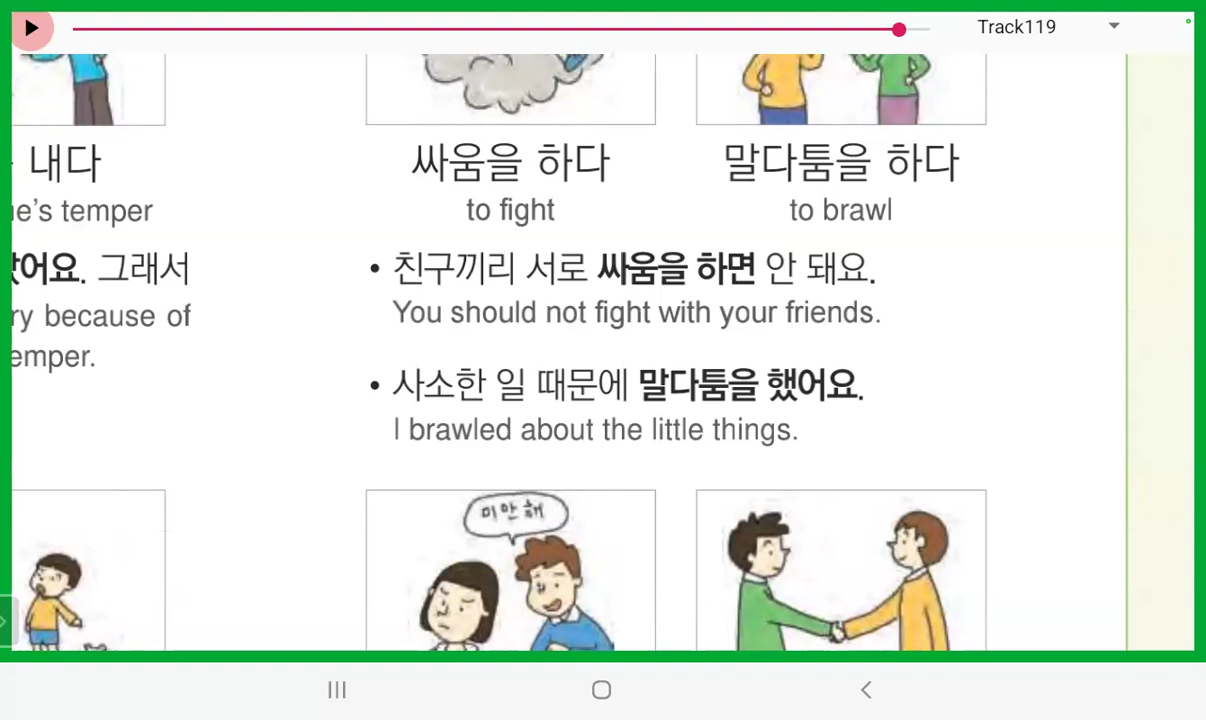 Track119
내다
싸움을 하다
말다툼을 하다
ne's temper
to fight
to brawl
았어요. 그래서
• 친구끼리 서로 싸움을 하면 안 돼요.
ry because of
You should not fight with your friends.
emper.
• 사소한 일 때문에 말다툼을 했어요.
I brawled about the little things.
미안해